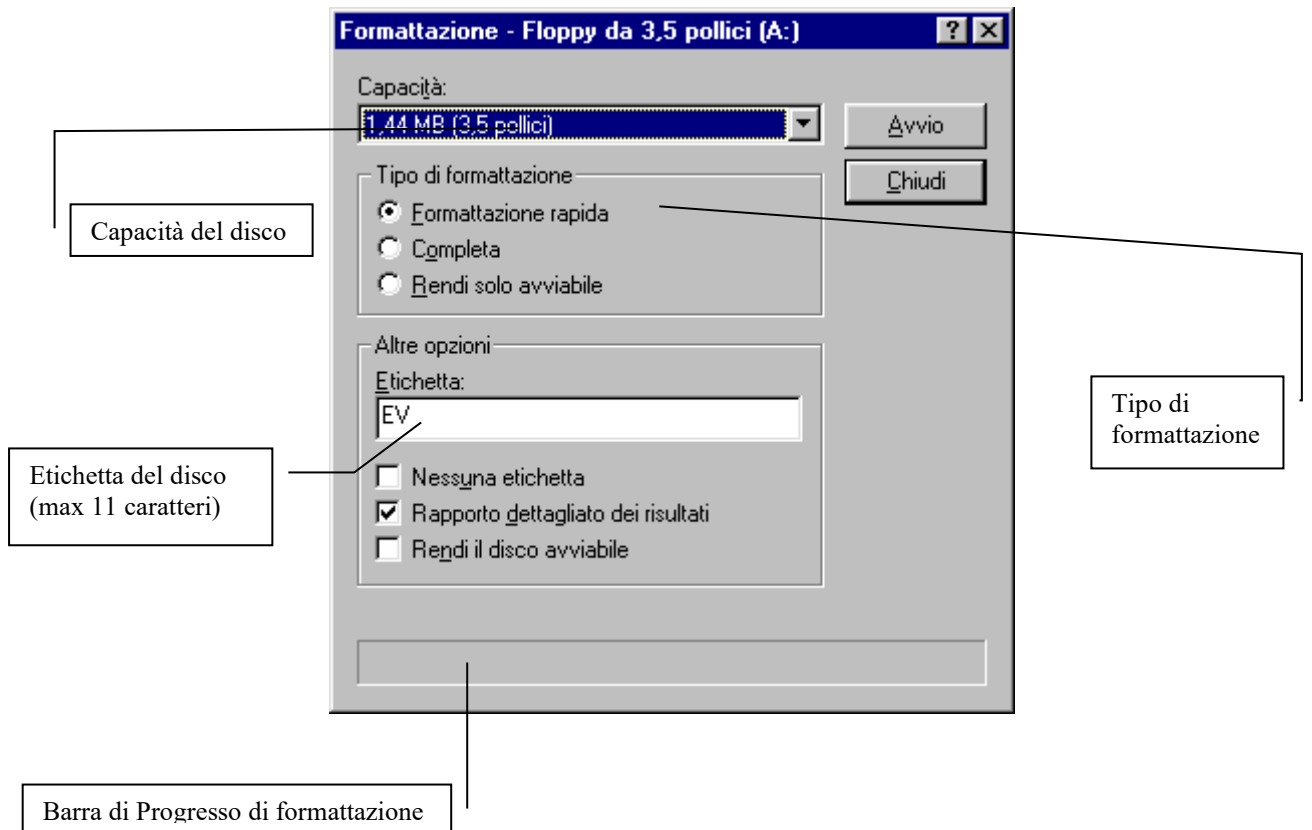 Formattazione - Floppy da 3,5 pollici (A:)
Capacità:
1,44 MB (3,5 pollici)
Avvio
Tipo di formattazione
Chiudi
Formattazione rapida
Capacità del disco
Completa
Rendi solo avviabile
Altre opzioni
Etichetta:
EV
Tipo di
formattazione
Etichetta del disco
(max 11 caratteri)
Nessuna etichetta
Rapporto dettagliato dei risultati
Rendi il disco avviabile
Barra di Progresso di formattazione